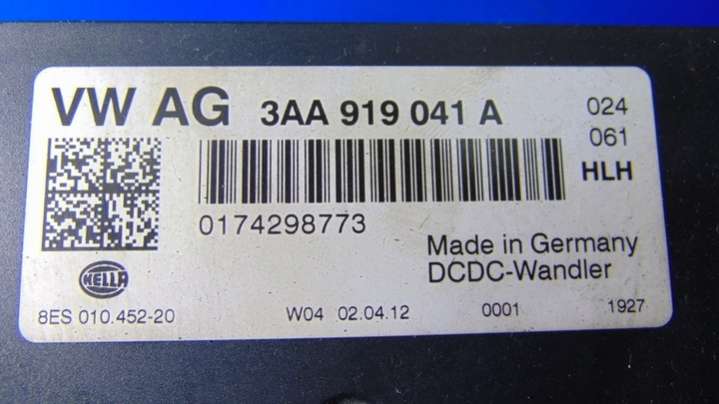 VW AG 3AA 919 041 A 024
061
HLH
0174298773
Made in Germany
DCDC-Wandler
HELLA
8ES 010.452-20 W04 02.04.12 0001 1927